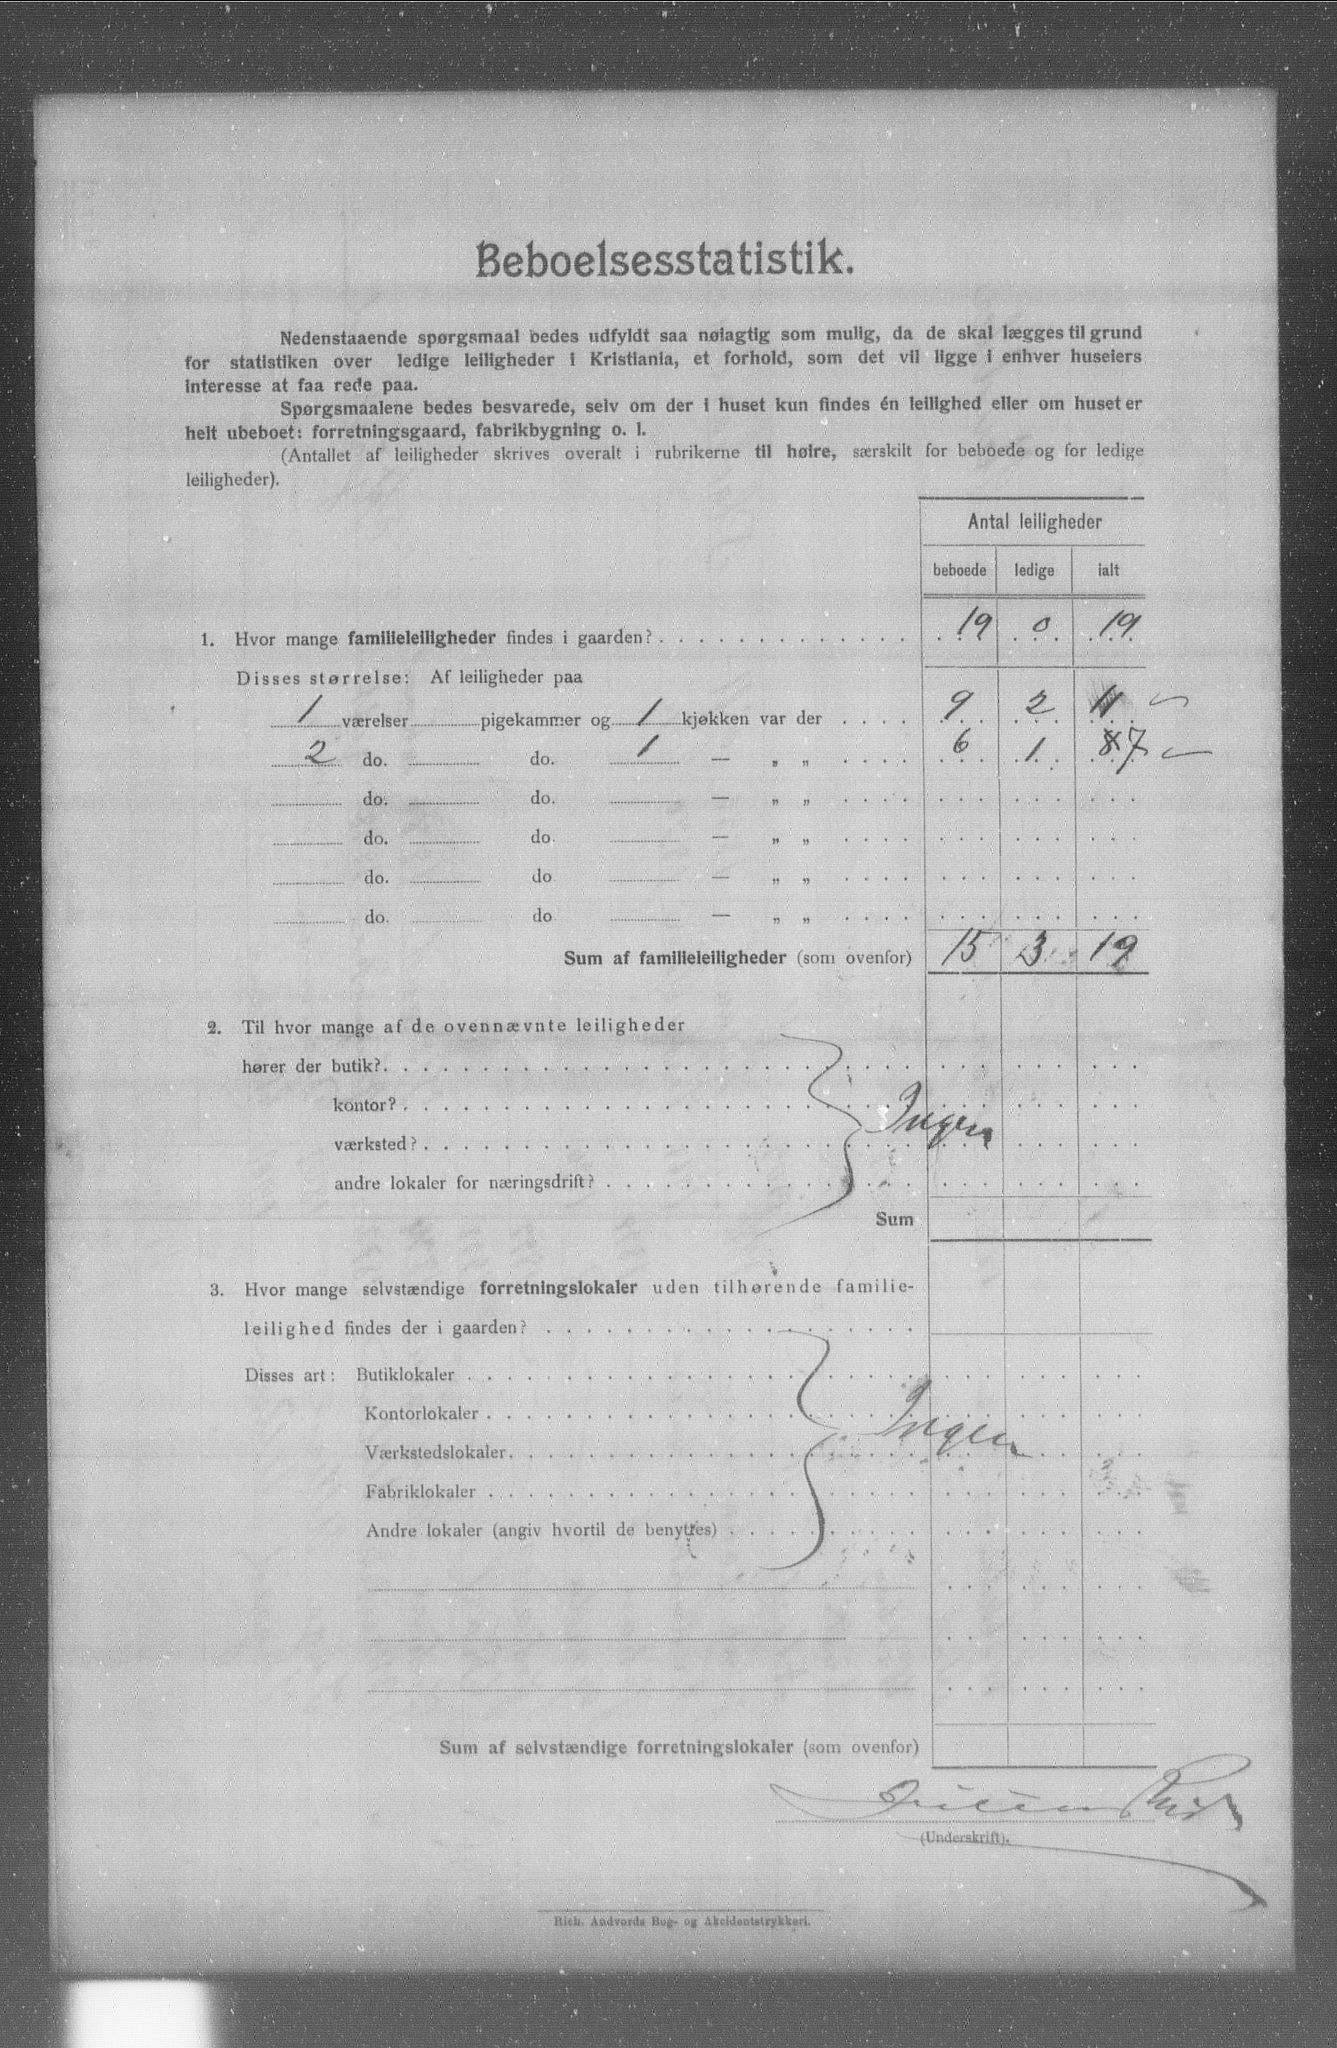 Beboelsesstatistik.
Nedenstaaende spørgsmaal bedes udfyldt saa nøiagtig som mulig, da de skal lægges til grund
for statistiken over ledige leiligheder i Kristiania, et forhold, som det vil ligge i enhver huseiers
interesse at faa rede paa.
Spørgsmaalene bedes besvarede, selv om der i huset kun findes én leilighed eller om huset er
helt ubeboet: forretningsgaard, fabrikbygning o. l.
(Antallet af leiligheder skrives overalt i rubrikerne til høire, særskilt for beboede og for ledige
leiligheder).
Antal leiligheder
beboede ledige ialt
1. Hvor mange familieleiligheder findes i gaarden? 19 0 19
Disses størrelse: Af leiligheder paa
1 værelser pigekammer og 1 kjøkken var der 9 2 11
2 do. do. 1 — „ „ 6 1 87
do. do. — „ „
do. do. — „ „
do. do — „ „
do. do — „ „
Sum af familieleiligheder (som ovenfor) 15 3 19
2. Til hvor mange af de ovennævnte leiligheder
hører der butik?
kontor?
Ingen
værksted?
andre lokaler for næringsdrift?
Sum
3. Hvor mange selvstændige forretningslokaler uden tilhørende familie-
leilighed findes der i gaarden?
Disses art: Butiklokaler
Kontorlokaler
Ingen
Værkstedslokaler
Fabriklokaler
Andre lokaler (angiv hvortil de benyttes)
Sum af selvstændige forretningslokaler (som ovenfor)
(Underskrift).
Rich. Andvords Bog- og Akcidentstrykkeri.